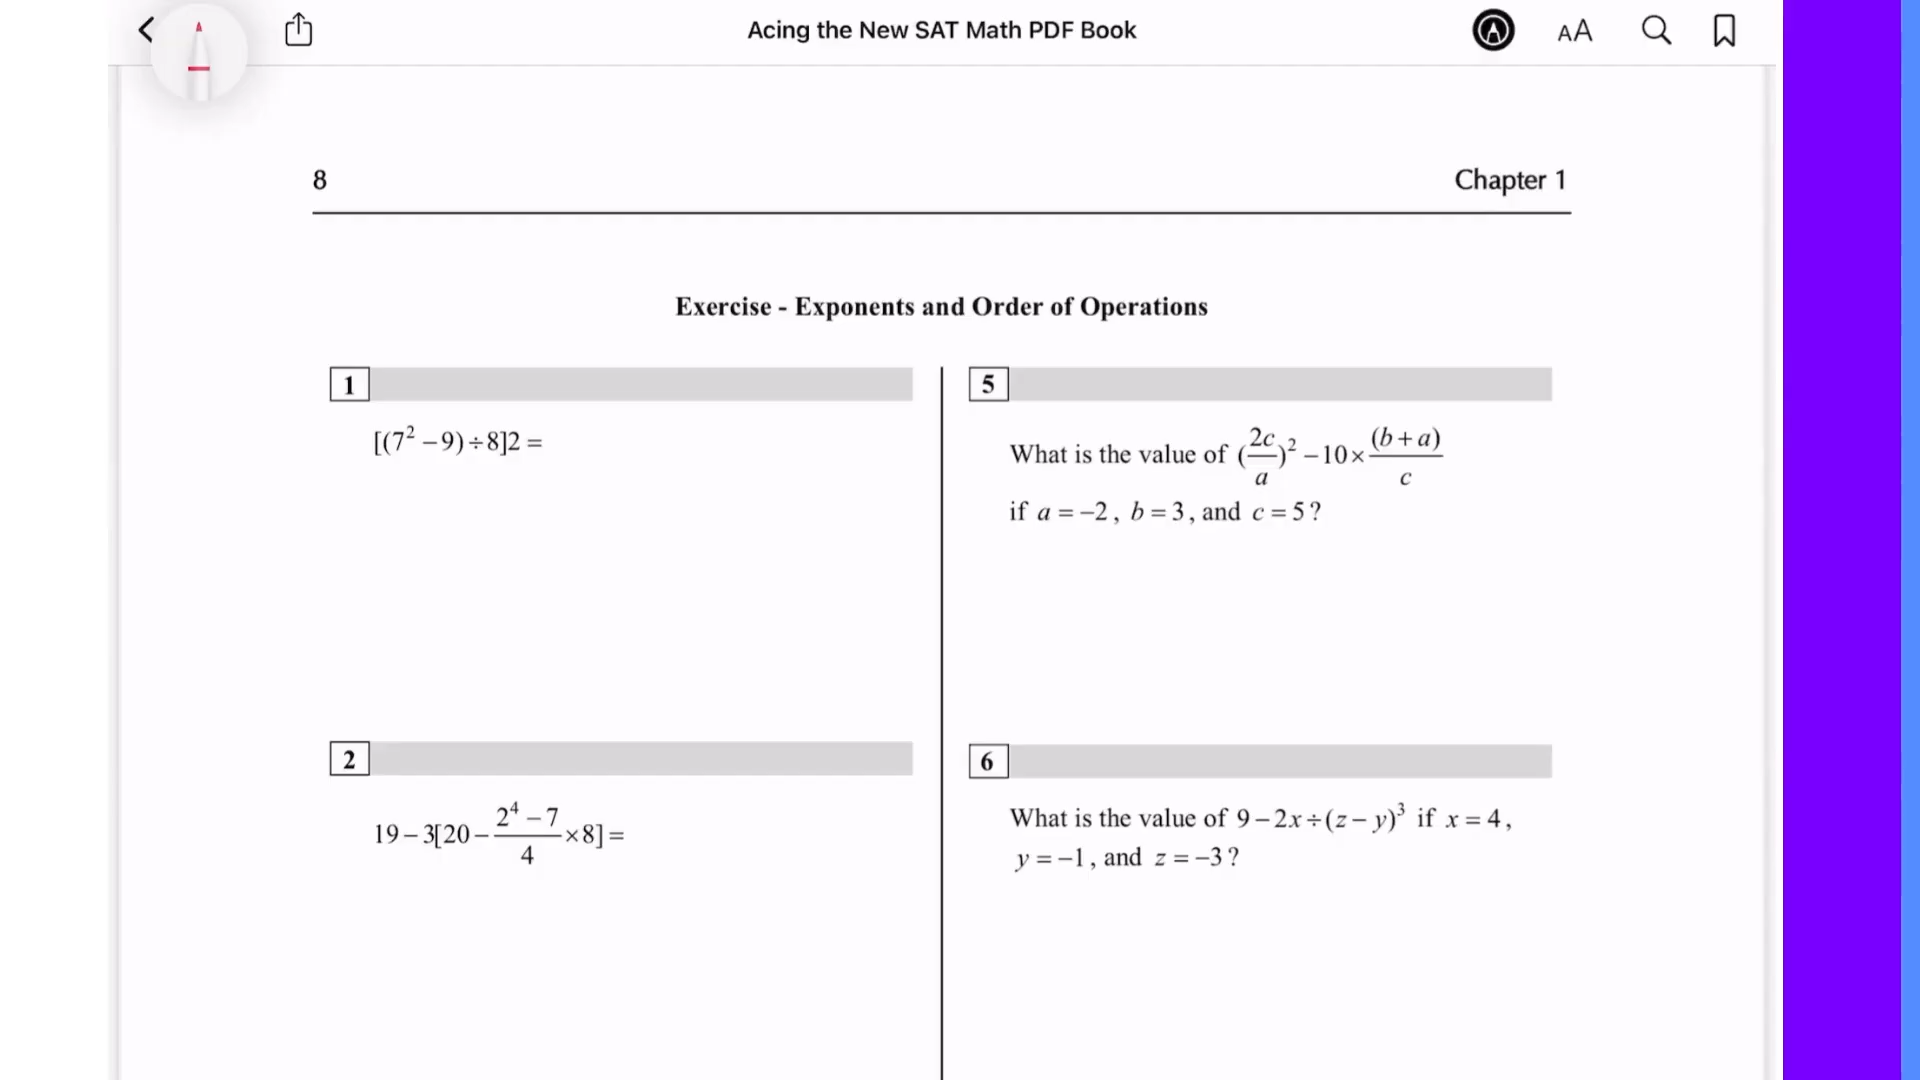 Acing the New SAT Math PDF Book
AA
8
Chapter 1
Exercise - Exponents and Order of Operations
1
[(7² − 9) ÷ 8]2 =
2
19 − 3[20 − (2⁴ − 7)/4 × 8] =
5
What is the value of (2c/a)² − 10 × (b + a)/c
if a = −2, b = 3, and c = 5?
6
What is the value of 9 − 2x ÷ (z − y)³ if x = 4,
y = −1, and z = −3?